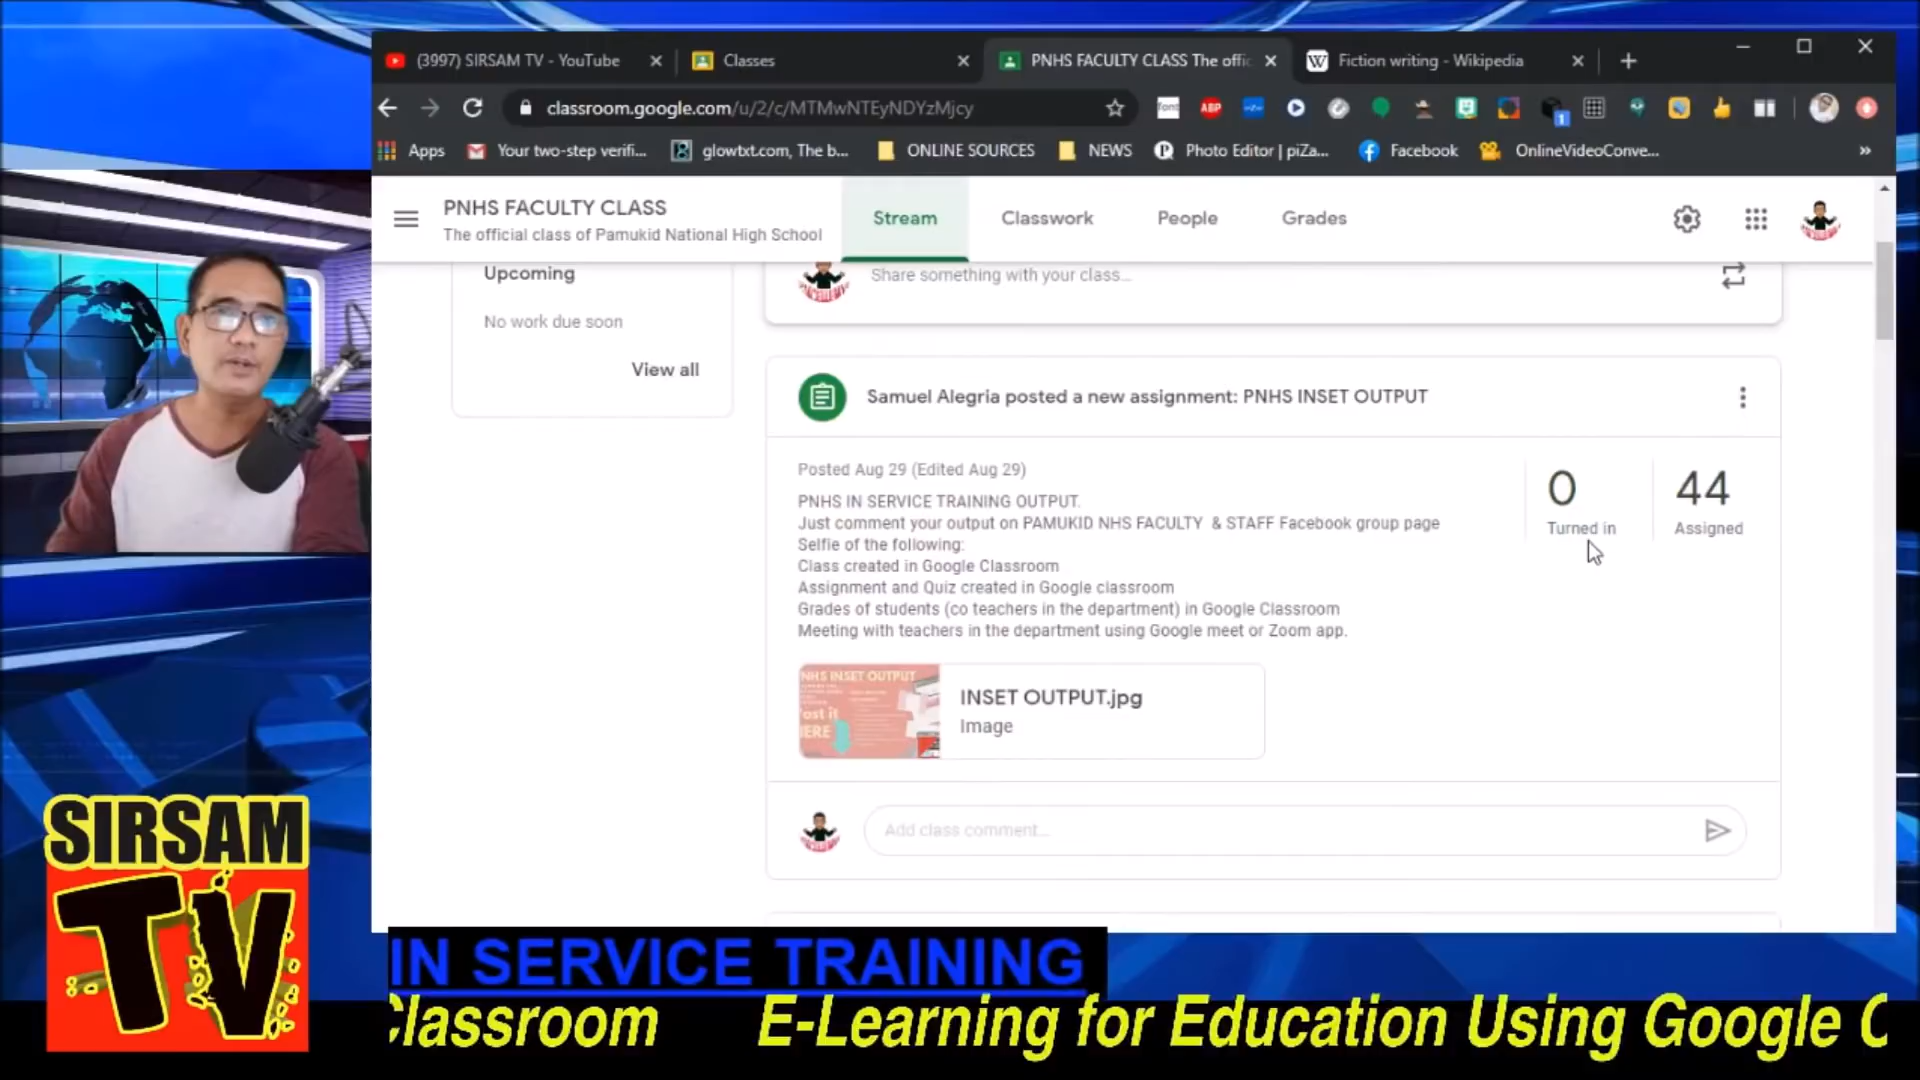 (3997) SIRSAM TV - YouTube
Classes
PNHS FACULTY CLASS The offic
Fiction writing - Wikipedia
classroom.google.com/u/2/c/MTMwNTEyNDYzMjcy
font
ABP
1
Apps
Your two-step verifi...
glowtxt.com, The b...
ONLINE SOURCES
NEWS
Photo Editor | piZa...
Facebook
OnlineVideoConve...
PNHS FACULTY CLASS
The official class of Pamukid National High School
Stream
Classwork
People
Grades
Upcoming
No work due soon
View all
Share something with your class...
Samuel Alegria posted a new assignment: PNHS INSET OUTPUT
Posted Aug 29 (Edited Aug 29)
0
Turned in
44
Assigned
PNHS IN SERVICE TRAINING OUTPUT.
Just comment your output on PAMUKID NHS FACULTY & STAFF Facebook group page
Selfie of the following:
Class created in Google Classroom
Assignment and Quiz created in Google classroom
Grades of students (co teachers in the department) in Google Classroom
Meeting with teachers in the department using Google meet or Zoom app.
NHS INSET OUTPUT
ost it
HERE
INSET OUTPUT.jpg
Image
Add class comment...
SIRSAM
TV
IN SERVICE TRAINING
Classroom E-Learning for Education Using Google C